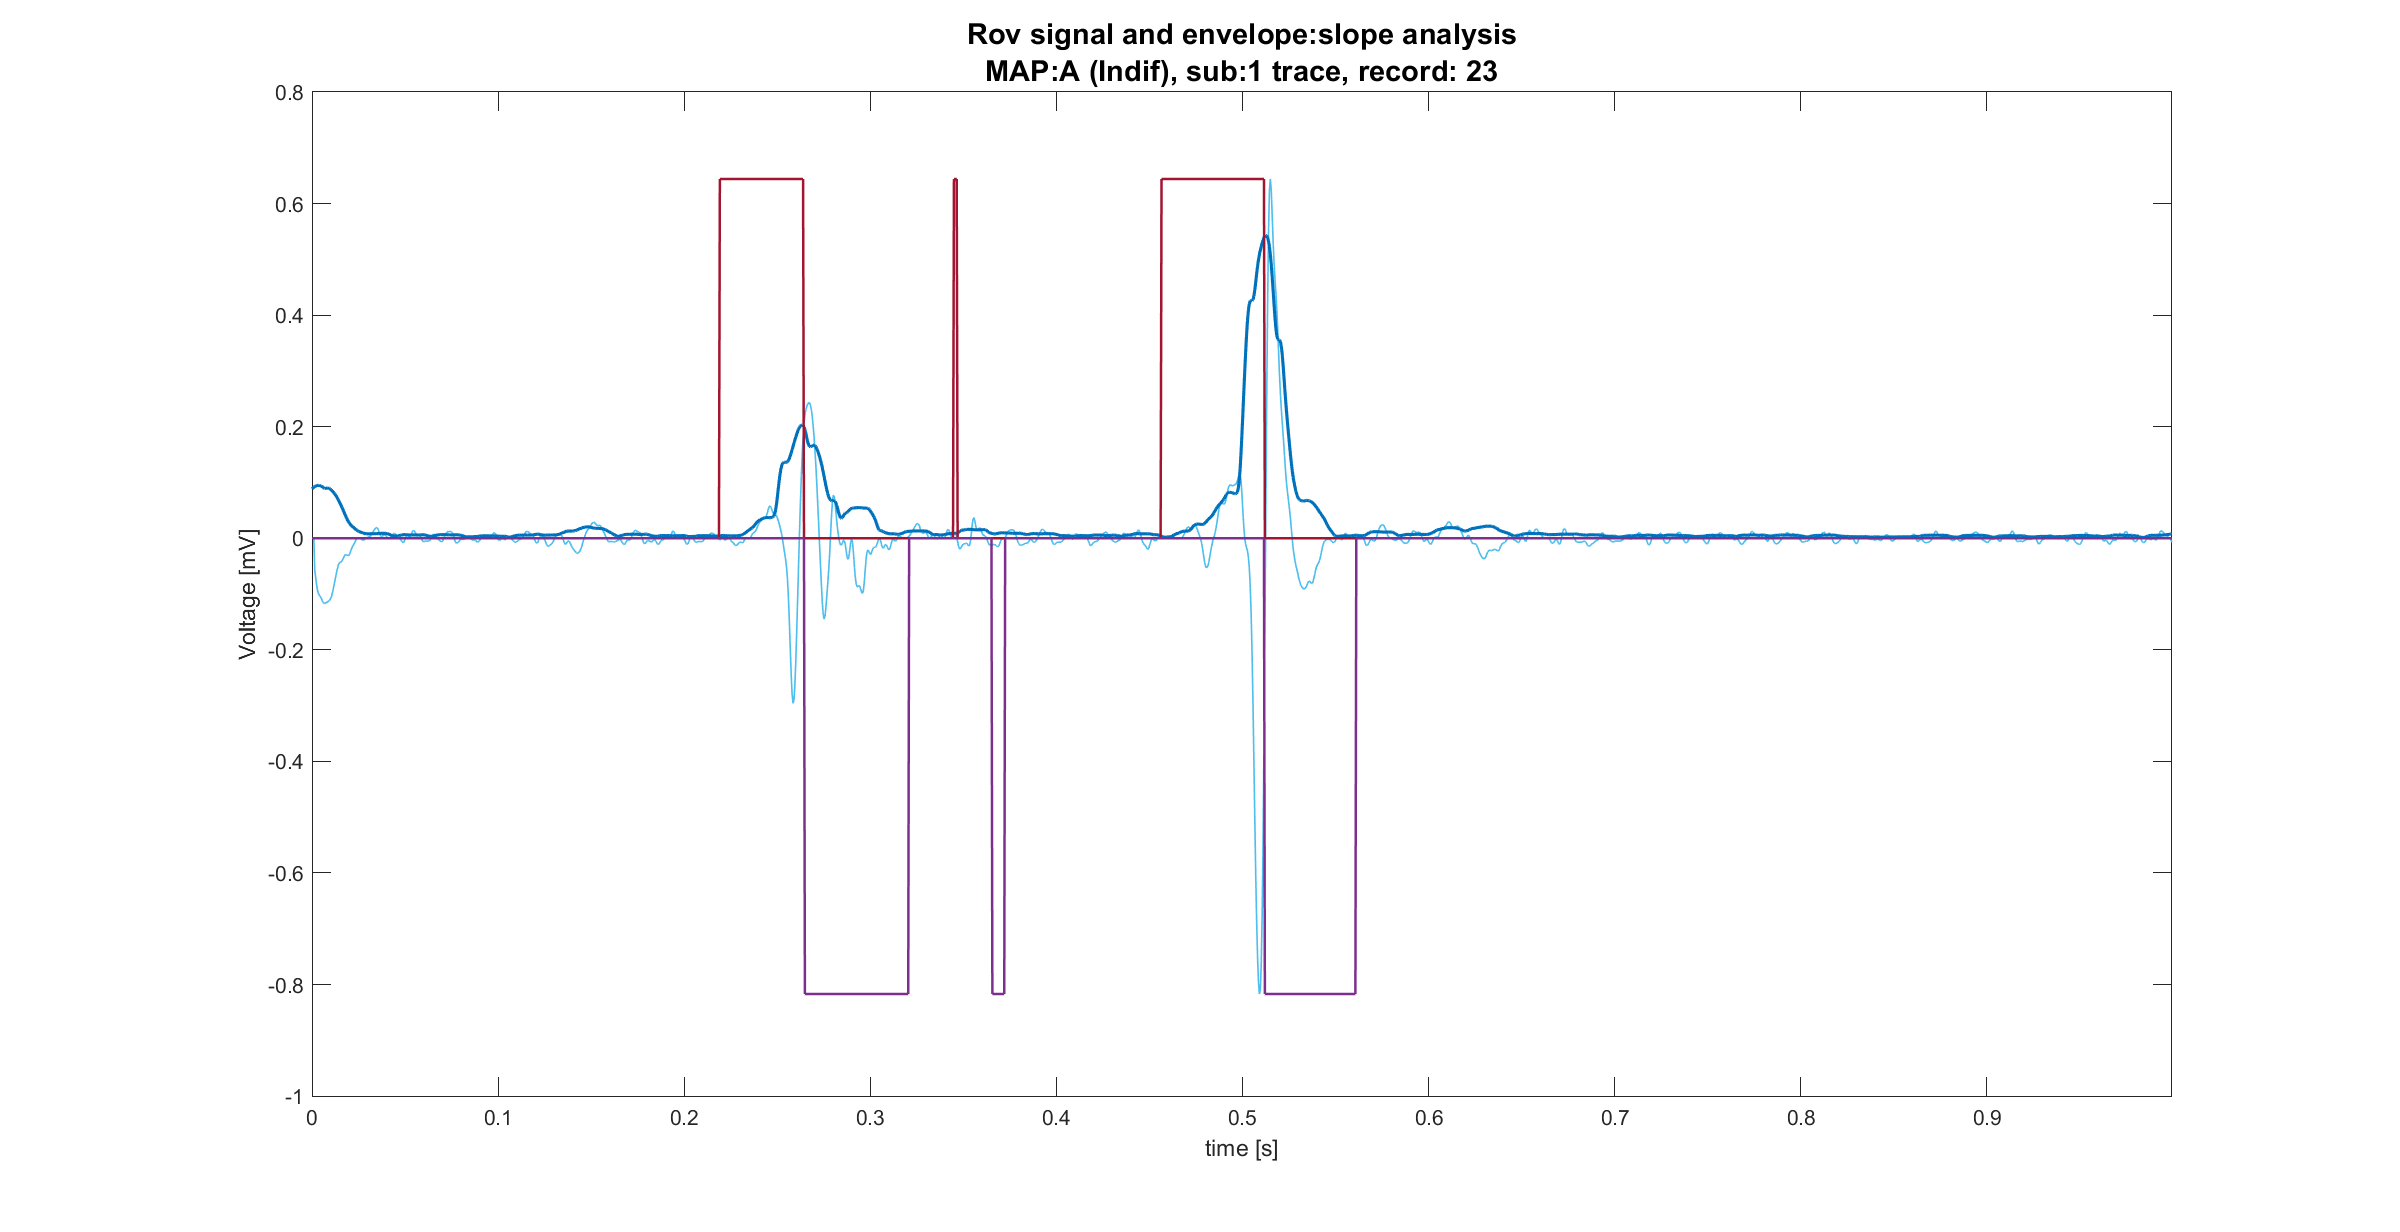 Rov signal and envelope:slope analysis
MAP:A (Indif), sub:1 trace, record: 23
0.8
0.6
0.4
0.2
0
-0.2
-0.4
-0.6
-0.8
-1
Voltage [mV]
0 0.1 0.2 0.3 0.4 0.5 0.6 0.7 0.8 0.9
time [s]